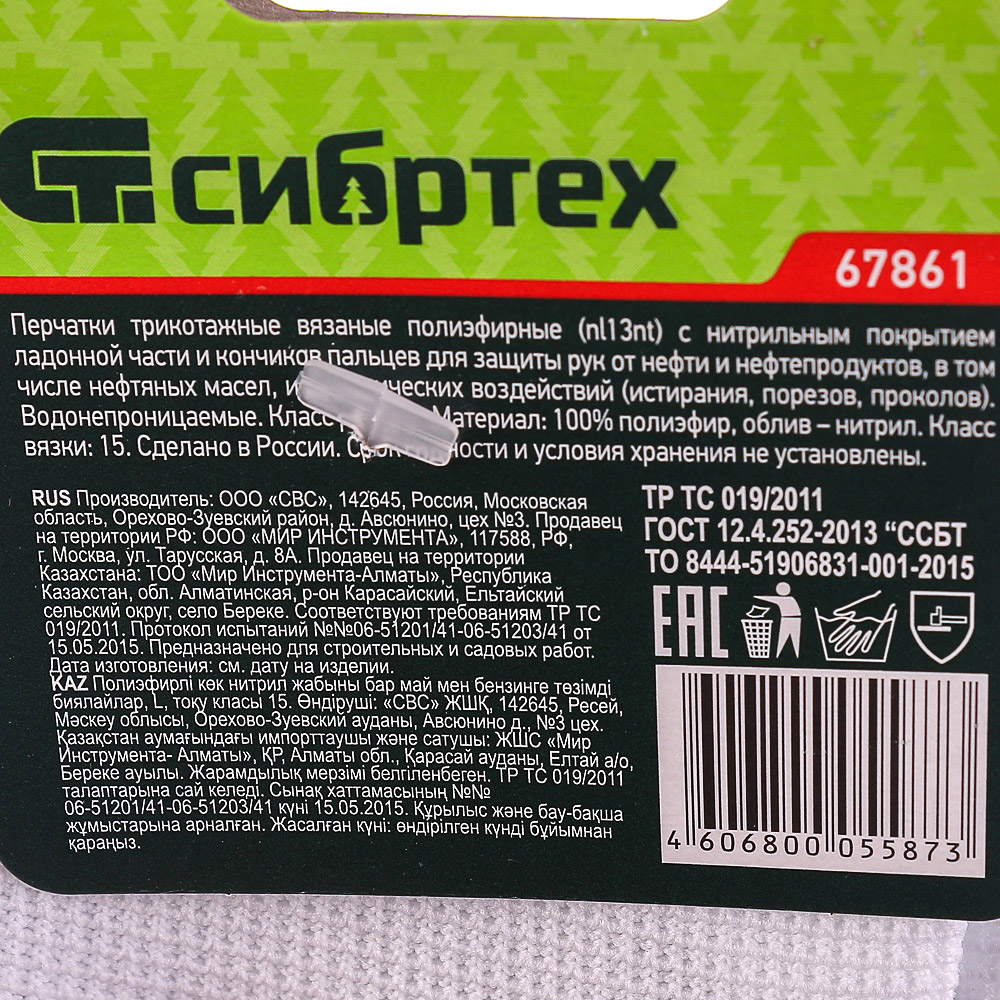 СТ сибртех
67861
Перчатки трикотажные вязаные полиэфирные (nl13nt) с нитрильным покрытием
ладонной части и кончиков пальцев для защиты рук от нефти и нефтепродуктов, в том
числе нефтяных масел, воздействий (истирания, порезов, проколов).
Водонепроницаемые. Класс Материал: 100% полиэфир, облив – нитрил. Класс
вязки: 15. Сделано в России. и условия хранения не установлены.
RUS Производитель: ООО «СВС», 142645, Россия, Московская
область, Орехово-Зуевский район, д. Авсюнино, цех №3. Продавец
на территории РФ: ООО «МИР ИНСТРУМЕНТА», 117588, РФ,
г. Москва, ул. Тарусская, д. 8А. Продавец на территории
Казахстана: ТОО «Мир Инструмента-Алматы», Республика
Казахстан, обл. Алматинская, р-он Карасайский, Ельтайский
сельский округ, село Береке. Соответствуют требованиям ТР ТС
019/2011. Протокол испытаний №№06-51201/41-06-51203/41 от
15.05.2015. Предназначено для строительных и садовых работ.
Дата изготовления: см. дату на изделии.
KAZ Полиэфирлі көк нитрил жабыны бар май мен бензинге төзімді
биялайлар, L, тоқу класы 15. Өндіруші: «СВС» ЖШҚ, 142645, Ресей,
Мәскеу облысы, Орехово-Зуевский ауданы, Авсюнино д., №3 цех.
Қазақстан аумағындағы импорттаушы және сатушы: ЖШС «Мир
Инструмента- Алматы», ҚР, Алматы обл., Қарасай ауданы, Елтай а/о,
Береке ауылы. Жарамдылық мерзімі белгіленбеген. ТР ТС 019/2011
талаптарына сай келеді. Сынақ хаттамасының №№
06-51201/41-06-51203/41 күні 15.05.2015. Құрылыс және бау-бақша
жұмыстарына арналған. Жасалған күні: өндірілген күнді бұйымнан
қараңыз.
ТР ТС 019/2011
ГОСТ 12.4.252-2013 “ССБТ
ТО 8444-51906831-001-2015
EAC
4 606800 055873